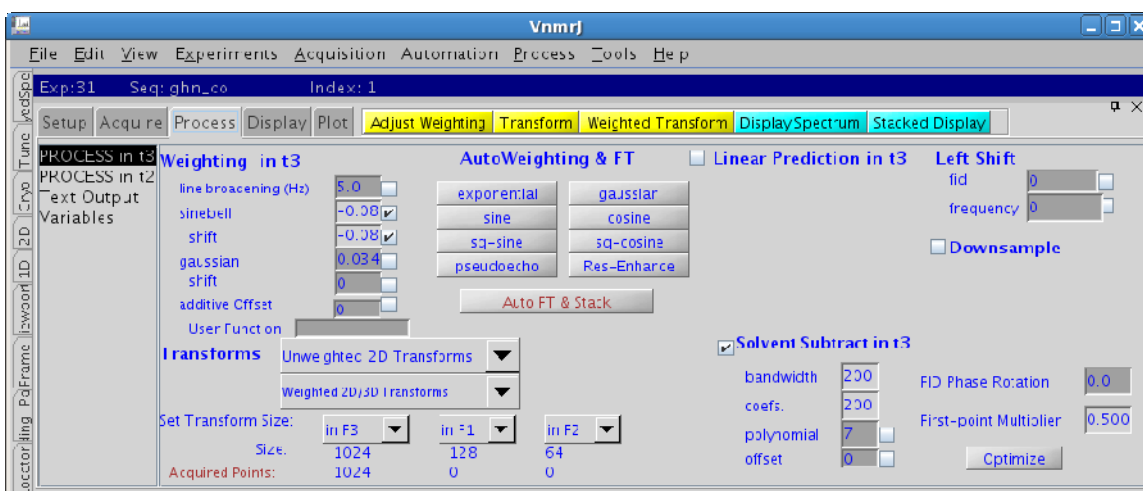 VnmrJ
File Edit View Experiments Acquisition Automation Process Tools Help
Exp:31 Seq: ghn_co Index: 1
Setup Acquire Process Display Plot Adjust Weighting Transform Weighted Transform Display Spectrum Stacked Display
PROCESS in t3
PROCESS in t2
Text Output
Variables
Tune
Cryo
2D
1D
PaFrame
Weighting in t3
line broadening (Hz) 5.0
sinebell -0.08
shift -0.08
gaussian 0.034
shift 0
additive Offset 0
User Function
AutoWeighting & FT
exponential gaussian
sine cosine
sq-sine sq-cosine
pseudoecho Res-Enhance
Auto FT & Stack
Linear Prediction in t3
Left Shift
fid 0
frequency 0
Downsample
Transforms
Unweighted 2D Transforms
Weighted 2D/3D Transforms
Set Transform Size: in F3 in F1 in F2
Size: 1024 128 64
Acquired Points: 1024 0 0
Solvent Subtract in t3
bandwidth 200
coefs. 200
polynomial 7
offset 0
FID Phase Rotation 0.0
First-point Multiplier 0.500
Optimize